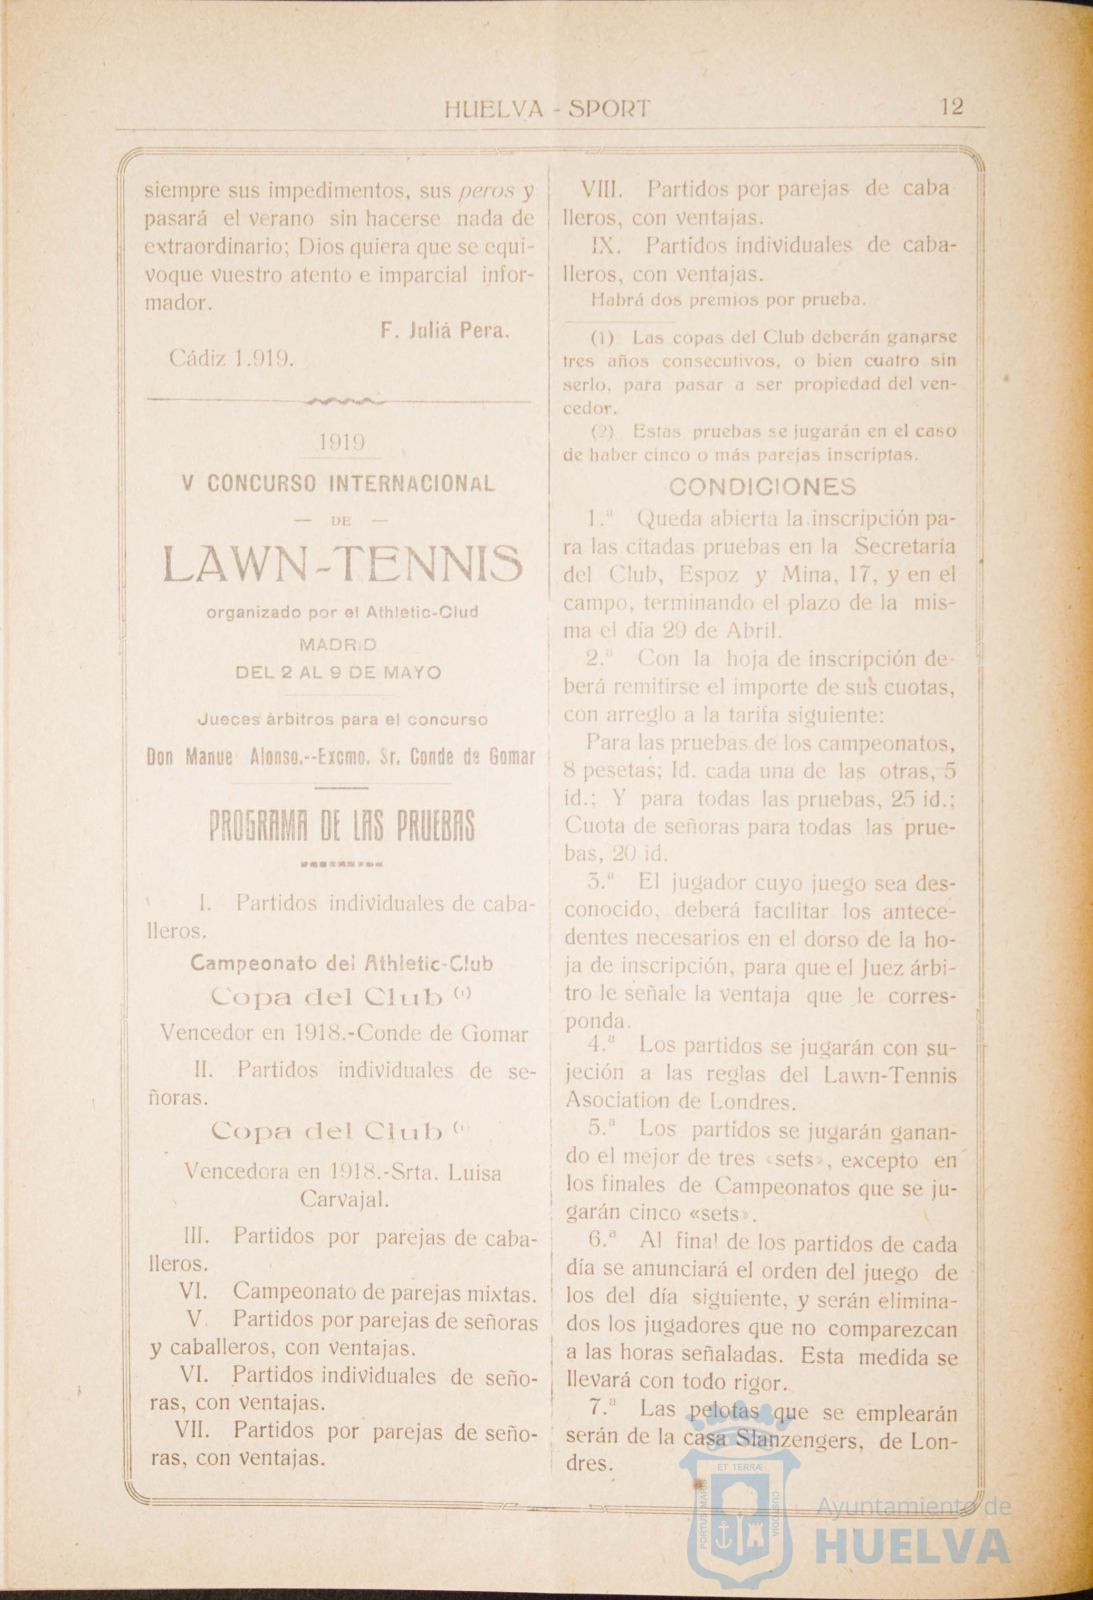 HUELVA - SPORT
12
siempre sus impedimentos, sus peros y
pasará el verano sin hacerse nada de
extraordinario; Dios quiera que se equi-
voque vuestro atento e imparcial infor-
mador.
F. Juliá Pera.
Cádiz 1.919.
1919
V CONCURSO INTERNACIONAL
— DE —
LAWN-TENNIS
organizado por el Athletic-Clud
MADRID
DEL 2 AL 9 DE MAYO
Jueces árbitros para el concurso
Don Manue Alonso.--Excmo. Sr. Conde de Gomar
PROGRAMA DE LAS PRUEBAS
I. Partidos individuales de caba-
lleros.
Campeonato del Athletic-Club
Copa del Club (1)
Vencedor en 1918.-Conde de Gomar
II. Partidos individuales de se-
ñoras.
Copa del Club (1
Vencedora en 1918.-Srta. Luisa
Carvajal.
III. Partidos por parejas de caba-
lleros.
VI. Campeonato de parejas mixtas.
V. Partidos por parejas de señoras
y caballeros, con ventajas.
VI. Partidos individuales de seño-
ras, con ventajas.
VII. Partidos por parejas de seño-
ras, con ventajas.
VIII. Partidos por parejas de caba
lleros, con ventajas.
IX. Partidos individuales de caba-
lleros, con ventajas.
Habrá dos premios por prueba.
(1) Las copas del Club deberán ganarse
tres años consecutivos, o bien cuatro sin
serlo, para pasar a ser propiedad del ven-
cedor.
(2) Estas pruebas se jugarán en el caso
de haber cinco o más parejas inscriptas.
CONDICIONES
1.ª Queda abierta la inscripción pa-
ra las citadas pruebas en la Secretaría
del Club, Espoz y Mina, 17, y en el
campo, terminando el plazo de la mis-
ma el día 29 de Abril.
2.ª Con la hoja de inscripción de-
berá remitirse el importe de sus cuotas,
con arreglo a la tarifa siguiente:
Para las pruebas de los campeonatos,
8 pesetas; Id. cada una de las otras, 5
id.; Y para todas las pruebas, 25 id.;
Cuota de señoras para todas las prue-
bas, 20 id.
3.ª El jugador cuyo juego sea des-
conocido, deberá facilitar los antece-
dentes necesarios en el dorso de la ho-
ja de inscripción, para que el Juez árbi-
tro le señale la ventaja que le corres-
ponda.
4.ª Los partidos se jugarán con su-
jeción a las reglas del Lawn-Tennis
Asociation de Londres.
5.ª Los partidos se jugarán ganan-
do el mejor de tres «sets», excepto en
los finales de Campeonatos que se ju-
garán cinco «sets».
6.ª Al final de los partidos de cada
día se anunciará el orden del juego de
los del día siguiente, y serán elimina-
dos los jugadores que no comparezcan
a las horas señaladas. Esta medida se
llevará con todo rigor.
7.ª Las pelotas que se emplearán
serán de la casa Slanzengers, de Lon-
dres.
PORTUS MARIS
ET TERRÆ
CUSTODIA
Ayuntamiento de
HUELVA